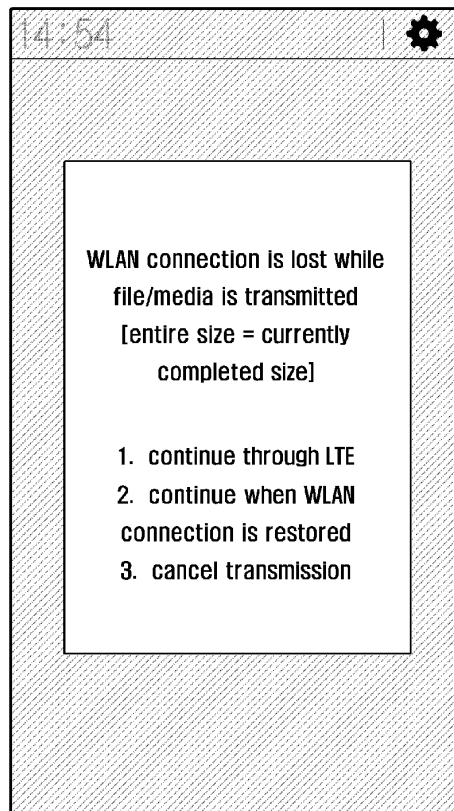 14:54
WLAN connection is lost while
file/media is transmitted
[entire size = currently
completed size]
1. continue through LTE
2. continue when WLAN
connection is restored
3. cancel transmission